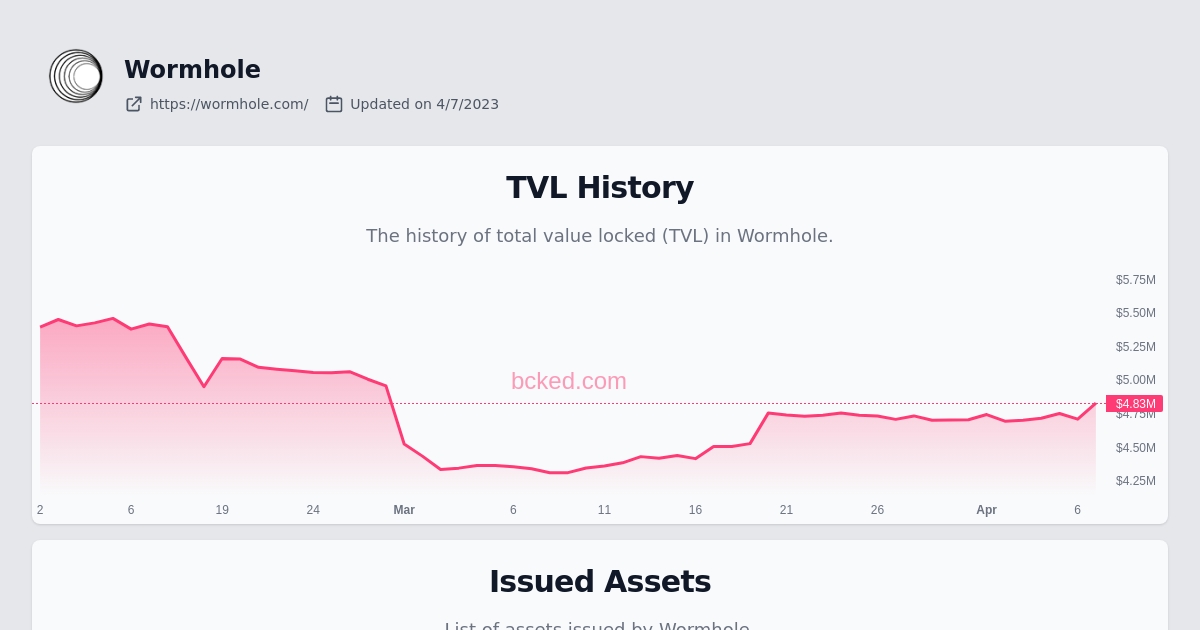 Wormhole
https://wormhole.com/ Updated on 4/7/2023
TVL History
The history of total value locked (TVL) in Wormhole.
$5.75M
$5.50M
$5.25M
$5.00M
bcked.com
$4.83M
$4.75M
$4.50M
$4.25M
2 6 19 24 Mar 6 11 16 21 26 Apr 6
Issued Assets
List of assets issued by Wormhole.